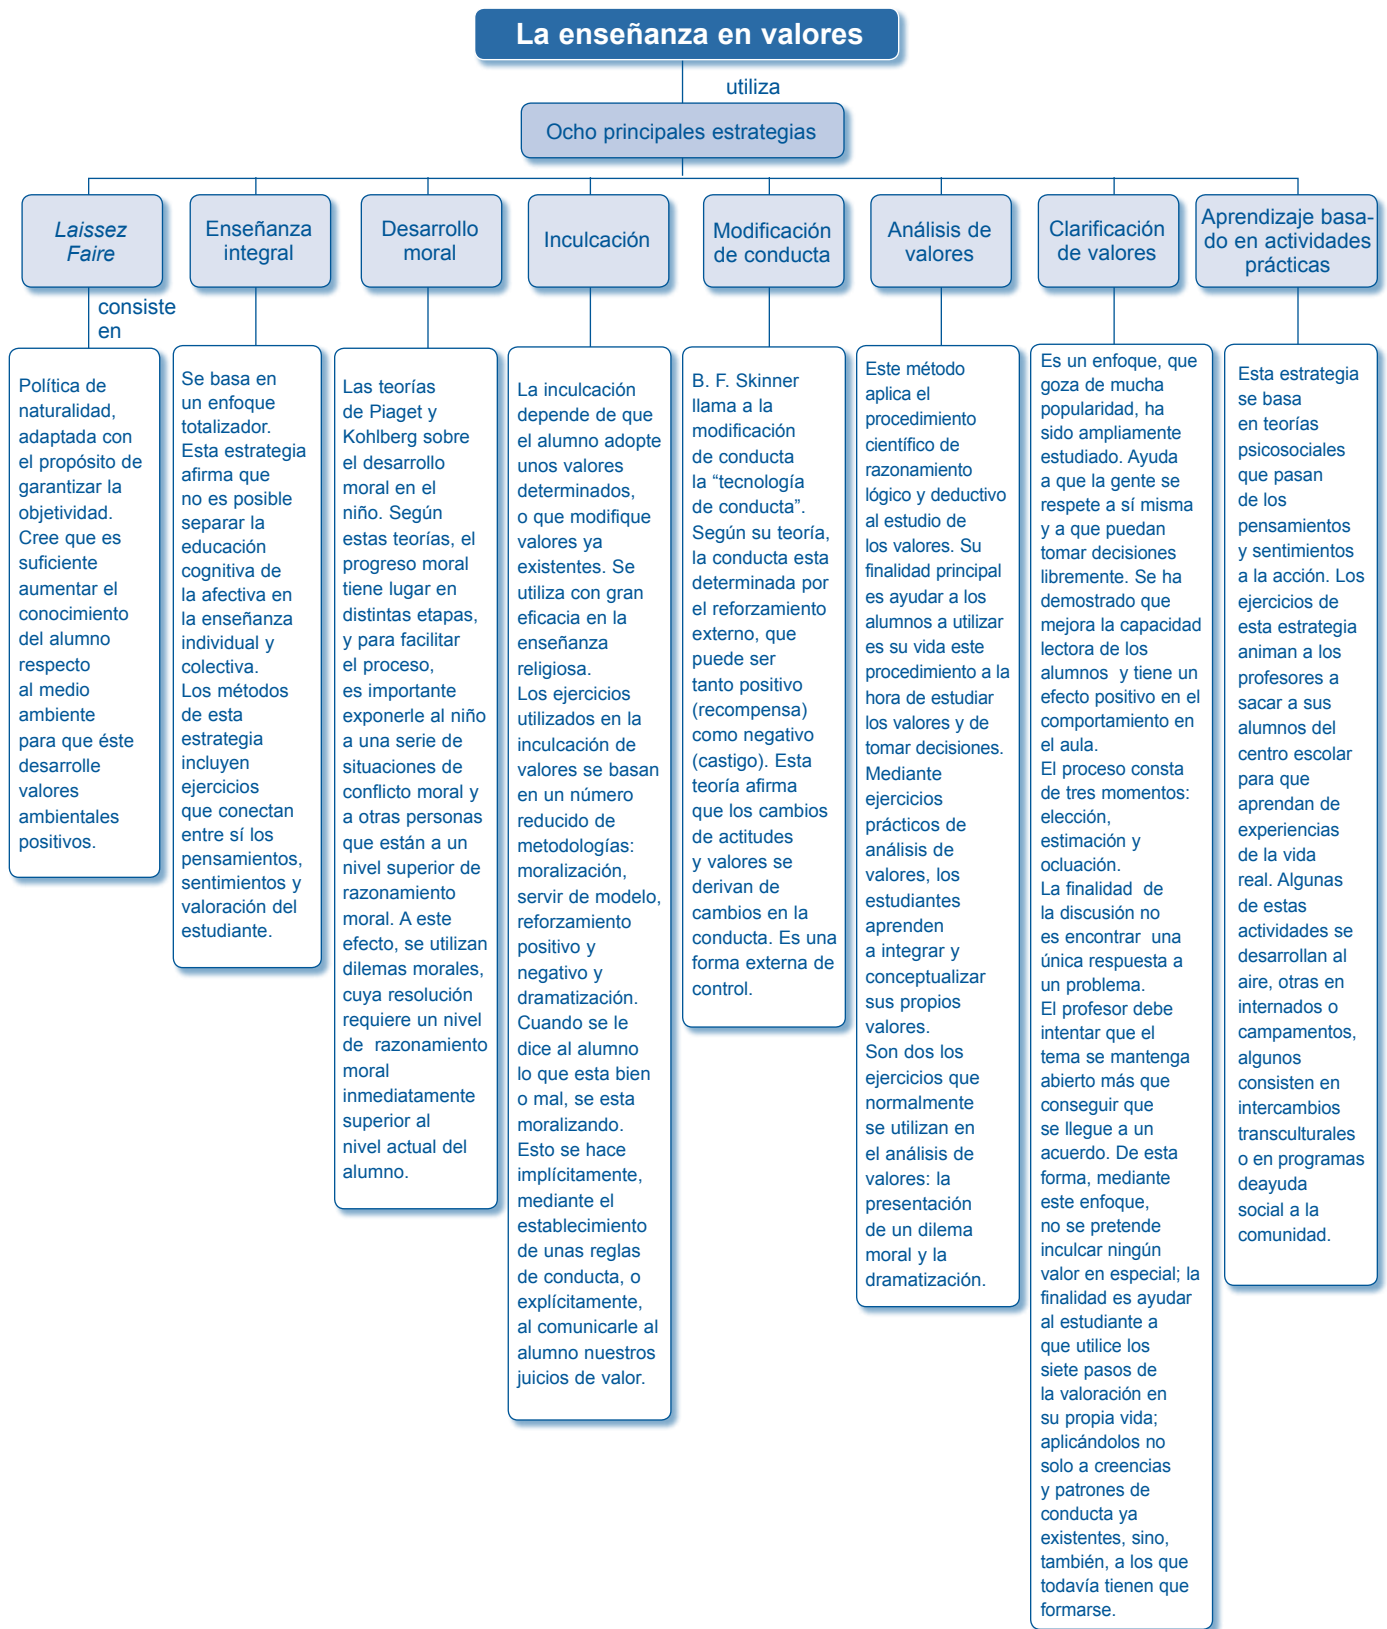 La enseñanza en valores
utiliza
Ocho principales estrategias
Laissez
Faire
Enseñanza
integral
Desarrollo
moral
Inculcación
Modificación
de conducta
Análisis de
valores
Clarificación
de valores
Aprendizaje basa-
do en actividades
prácticas
consiste
en
Política de
naturalidad,
adaptada con
el propósito de
garantizar la
objetividad.
Cree que es
suficiente
aumentar el
conocimiento
del alumno
respecto
al medio
ambiente
para que éste
desarrolle
valores
ambientales
positivos.
Se basa en
un enfoque
totalizador.
Esta estrategia
afirma que
no es posible
separar la
educación
cognitiva de
la afectiva en
la enseñanza
individual y
colectiva.
Los métodos
de esta
estrategia
incluyen
ejercicios
que conectan
entre sí los
pensamientos,
sentimientos y
valoración del
estudiante.
Las teorías
de Piaget y
Kohlberg sobre
el desarrollo
moral en el
niño. Según
estas teorías, el
progreso moral
tiene lugar en
distintas etapas,
y para facilitar
el proceso,
es importante
exponerle al niño
a una serie de
situaciones de
conflicto moral y
a otras personas
que están a un
nivel superior de
razonamiento
moral. A este
efecto, se utilizan
dilemas morales,
cuya resolución
requiere un nivel
de razonamiento
moral
inmediatamente
superior al
nivel actual del
alumno.
La inculcación
depende de que
el alumno adopte
unos valores
determinados,
o que modifique
valores ya
existentes. Se
utiliza con gran
eficacia en la
enseñanza
religiosa.
Los ejercicios
utilizados en la
inculcación de
valores se basan
en un número
reducido de
metodologías:
moralización,
servir de modelo,
reforzamiento
positivo y
negativo y
dramatización.
Cuando se le
dice al alumno
lo que esta bien
o mal, se esta
moralizando.
Esto se hace
implícitamente,
mediante el
establecimiento
de unas reglas
de conducta, o
explícitamente,
al comunicarle al
alumno nuestros
juicios de valor.
B. F. Skinner
llama a la
modificación
de conducta
la “tecnología
de conducta”.
Según su teoría,
la conducta esta
determinada por
el reforzamiento
externo, que
puede ser
tanto positivo
(recompensa)
como negativo
(castigo). Esta
teoría afirma
que los cambios
de actitudes
y valores se
derivan de
cambios en la
conducta. Es una
forma externa de
control.
Este método
aplica el
procedimiento
científico de
razonamiento
lógico y deductivo
al estudio de
los valores. Su
finalidad principal
es ayudar a los
alumnos a utilizar
es su vida este
procedimiento a la
hora de estudiar
los valores y de
tomar decisiones.
Mediante
ejercicios
prácticos de
análisis de
valores, los
estudiantes
aprenden
a integrar y
conceptualizar
sus propios
valores.
Son dos los
ejercicios que
normalmente
se utilizan en
el análisis de
valores: la
presentación
de un dilema
moral y la
dramatización.
Es un enfoque, que
goza de mucha
popularidad, ha
sido ampliamente
estudiado. Ayuda
a que la gente se
respete a sí misma
y a que puedan
tomar decisiones
libremente. Se ha
demostrado que
mejora la capacidad
lectora de los
alumnos y tiene un
efecto positivo en el
comportamiento en
el aula.
El proceso consta
de tres momentos:
elección,
estimación y
ocluación.
La finalidad de
la discusión no
es encontrar una
única respuesta a
un problema.
El profesor debe
intentar que el
tema se mantenga
abierto más que
conseguir que
se llegue a un
acuerdo. De esta
forma, mediante
este enfoque,
no se pretende
inculcar ningún
valor en especial; la
finalidad es ayudar
al estudiante a
que utilice los
siete pasos de
la valoración en
su propia vida;
aplicándolos no
solo a creencias
y patrones de
conducta ya
existentes, sino,
también, a los que
todavía tienen que
formarse.
Esta estrategia
se basa
en teorías
psicosociales
que pasan
de los
pensamientos
y sentimientos
a la acción. Los
ejercicios de
esta estrategia
animan a los
profesores a
sacar a sus
alumnos del
centro escolar
para que
aprendan de
experiencias
de la vida
real. Algunas
de estas
actividades se
desarrollan al
aire, otras en
internados o
campamentos,
algunos
consisten en
intercambios
transculturales
o en programas
deayuda
social a la
comunidad.